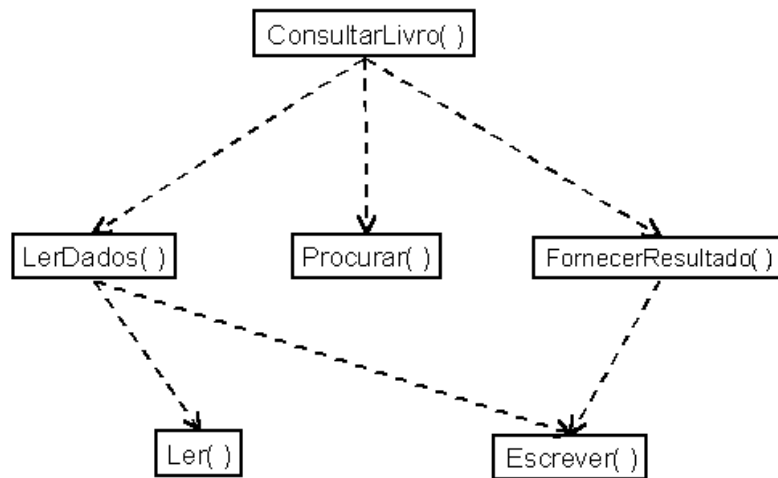 ConsultarLivro( )
LerDados( )
Procurar( )
FornecerResultado( )
Ler( )
Escrever( )